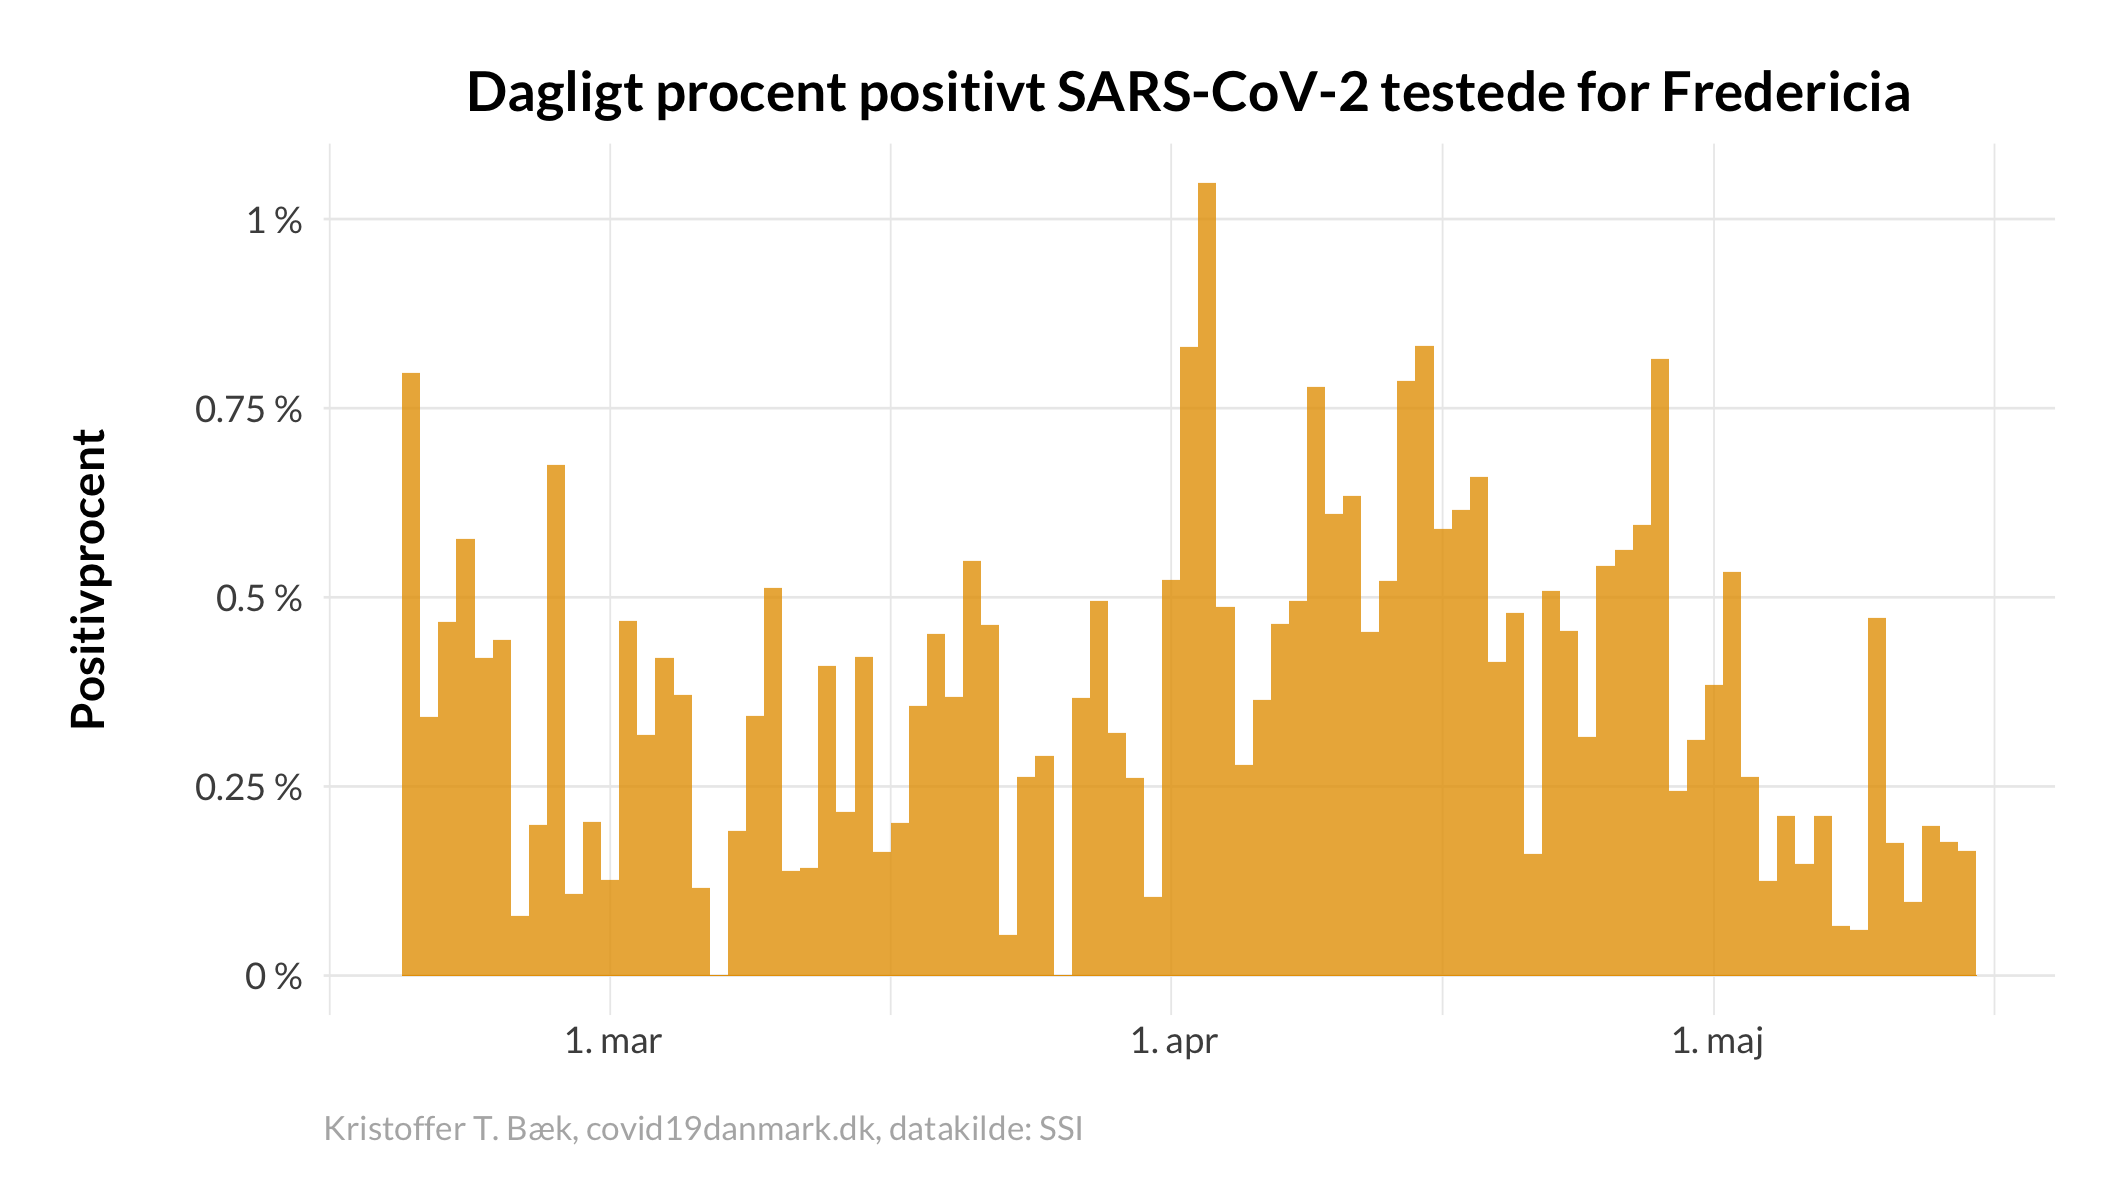 Dagligt procent positivt SARS-CoV-2 testede for Fredericia
Positivprocent
1 %
0.75 %
0.5 %
0.25 %
0 %
1. mar
1. apr
1. maj
Kristoffer T. Bæk, covid19danmark.dk, datakilde: SSI